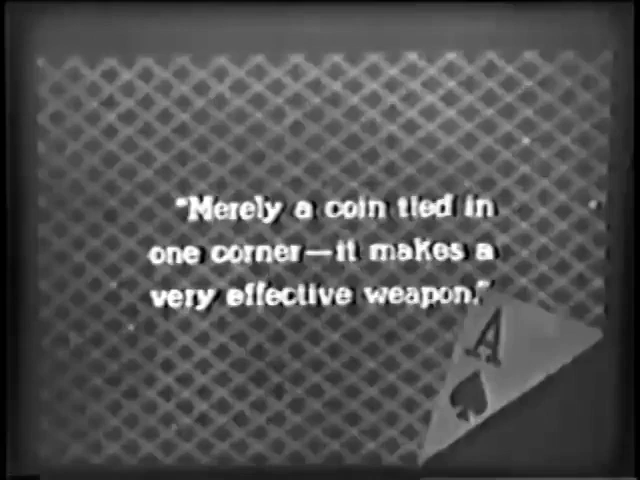 "Merely a coin tied in
one corner—it makes a
very effective weapon."
A